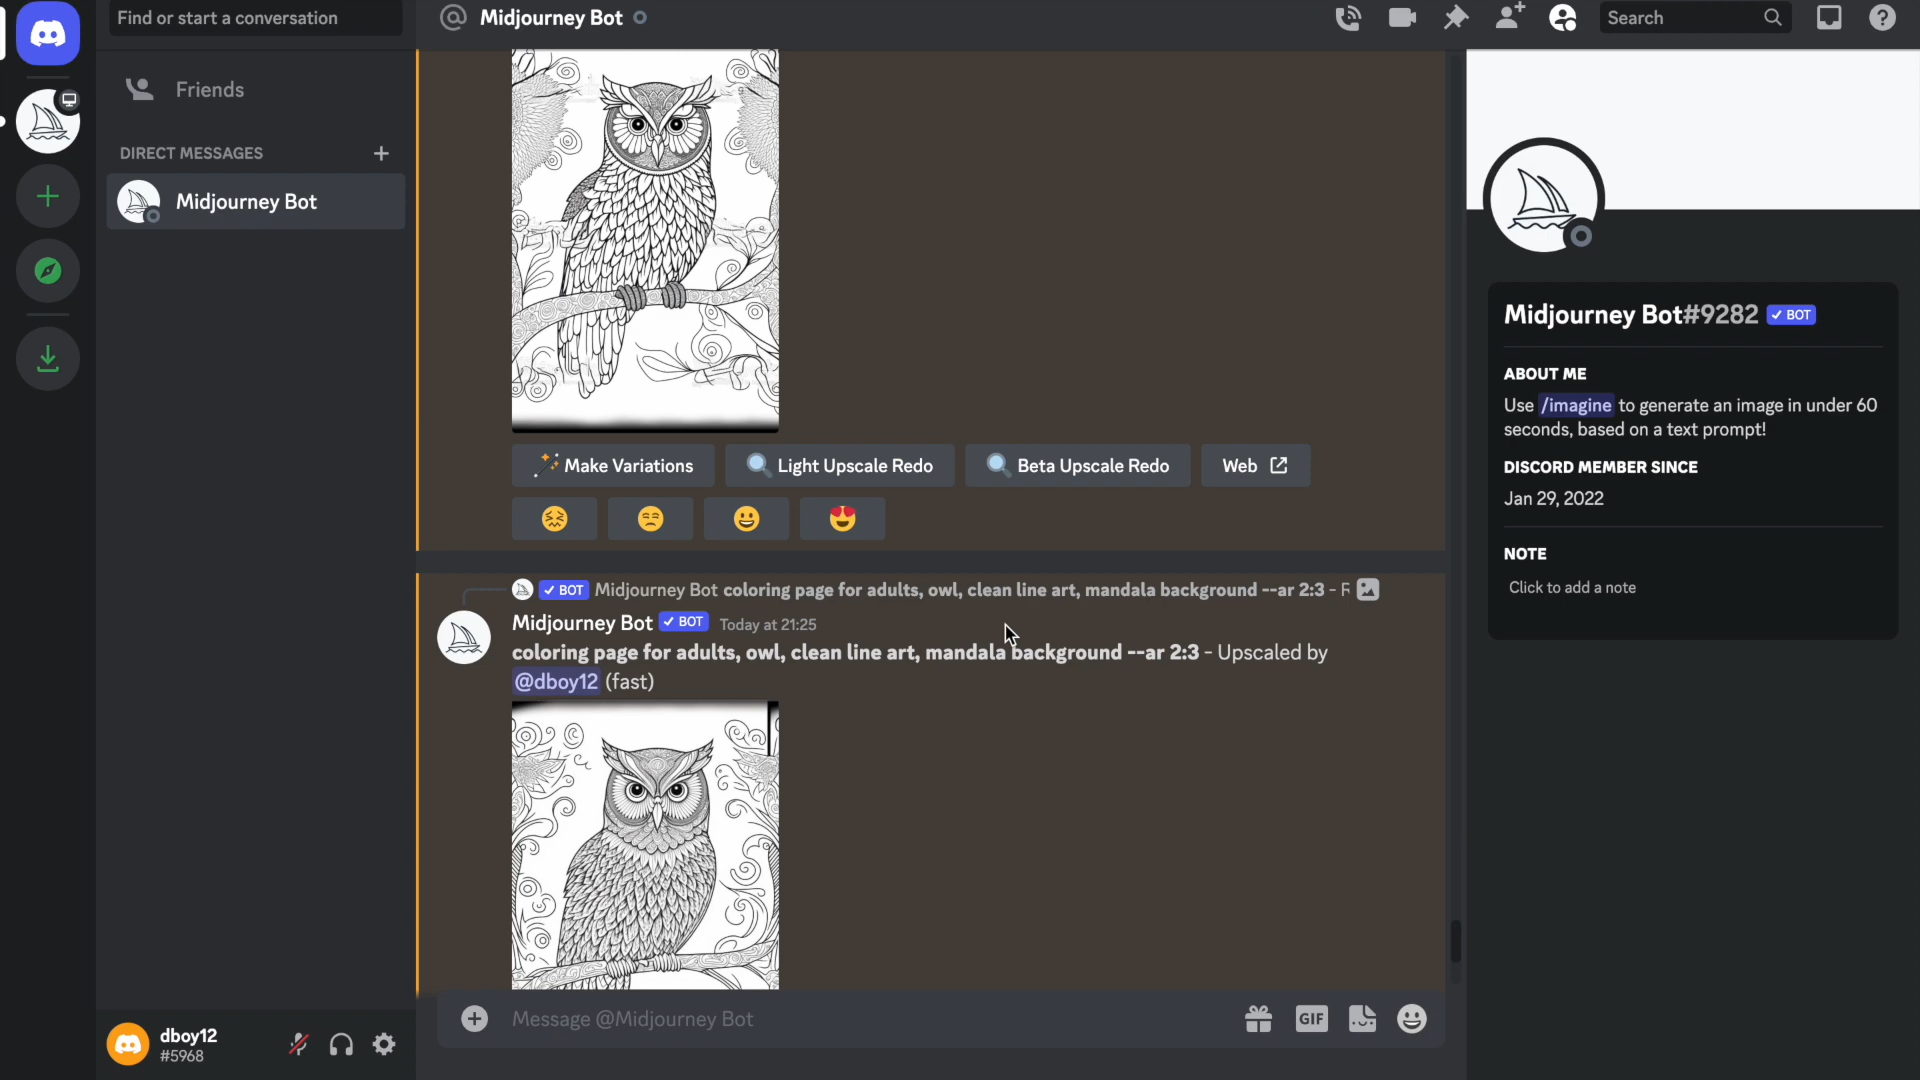 Find or start a conversation
Friends
DIRECT MESSAGES
Midjourney Bot
dboy12
#5968
Midjourney Bot
Search
Make Variations
Light Upscale Redo
Beta Upscale Redo
Web
BOT Midjourney Bot coloring page for adults, owl, clean line art, mandala background --ar 2:3 - R
Midjourney Bot BOT Today at 21:25
coloring page for adults, owl, clean line art, mandala background --ar 2:3 - Upscaled by
@dboy12 (fast)
Message @Midjourney Bot
GIF
Midjourney Bot#9282 BOT
ABOUT ME
Use /imagine to generate an image in under 60
seconds, based on a text prompt!
DISCORD MEMBER SINCE
Jan 29, 2022
NOTE
Click to add a note